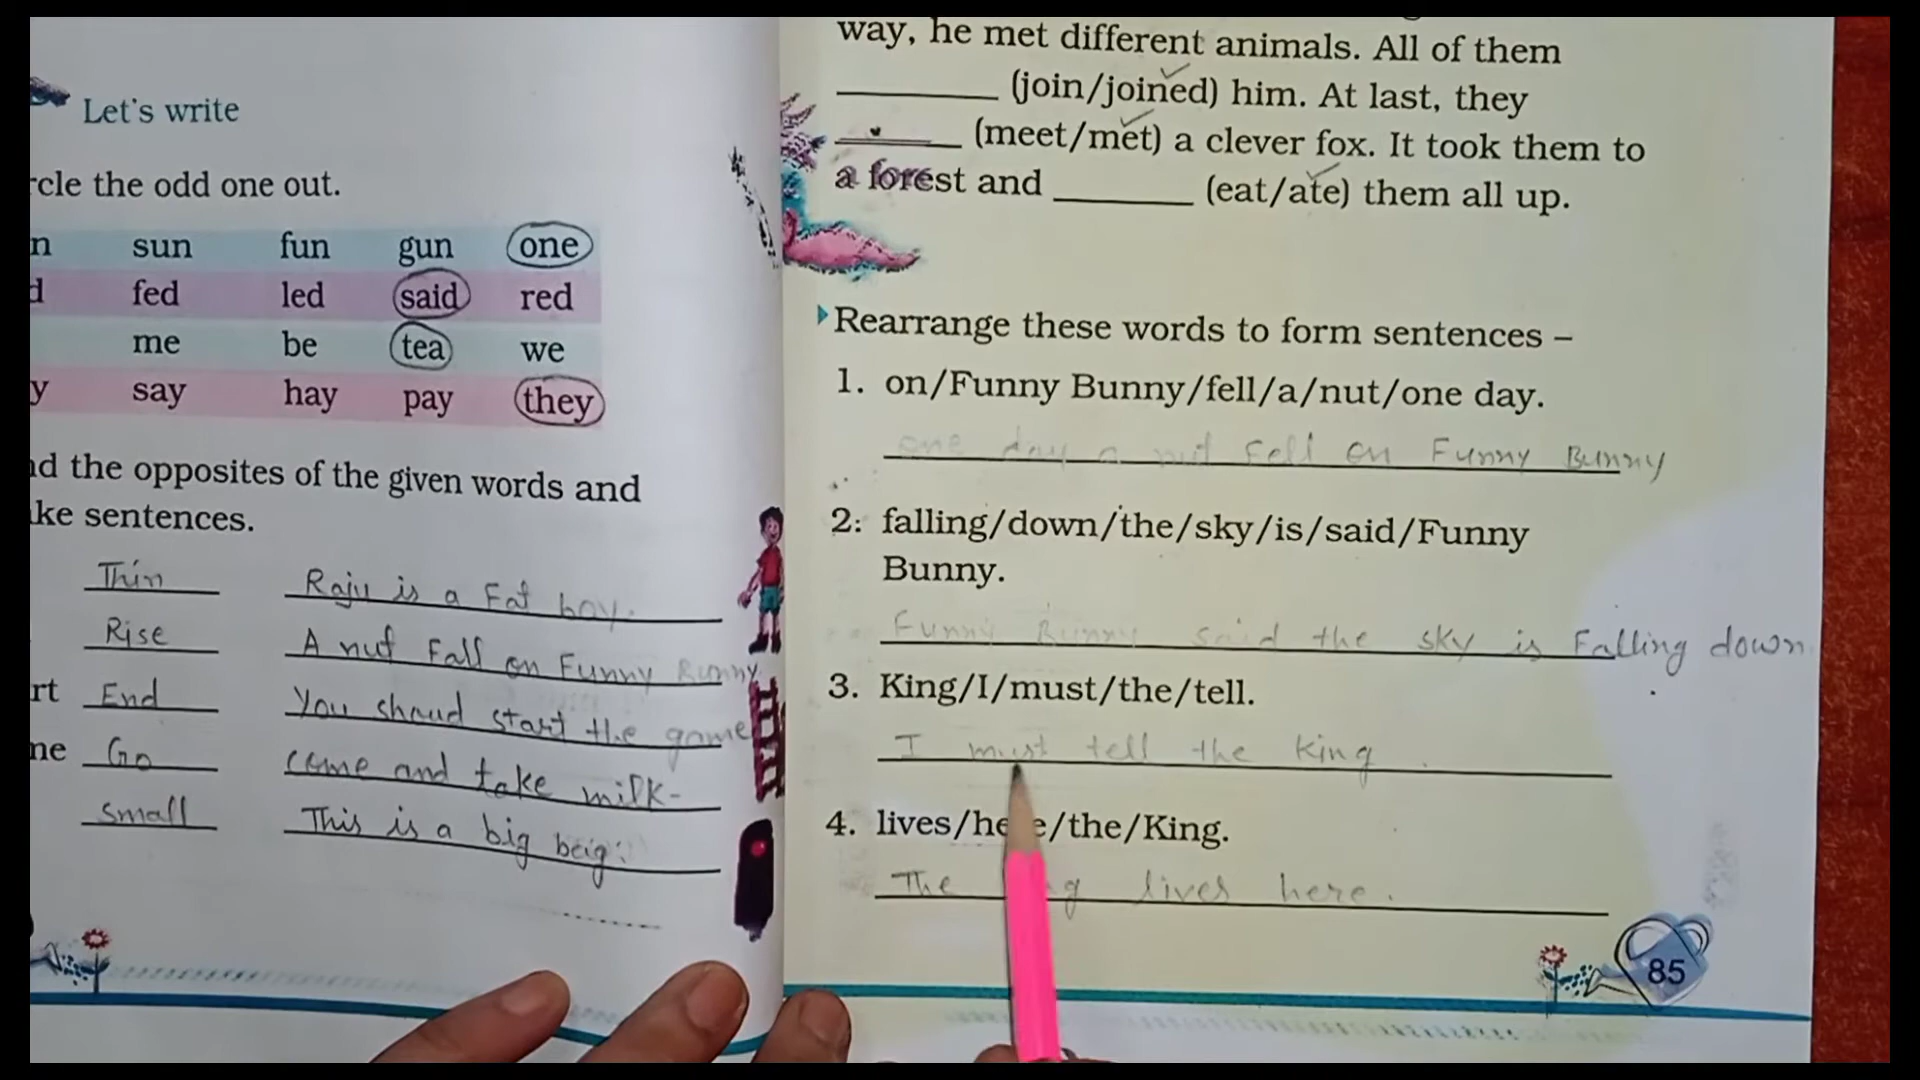 Let's write
rcle the odd one out.
n sun fun gun one
d fed led said red
me be tea we
y say hay pay they
nd the opposites of the given words and
ke sentences.
Thin Raju is a Fat boy.
Rise A nut Fall on Funny Bunny.
rt End You shoud start the game
me Go come and take milk-
small This is a big beig.
way, he met different animals. All of them
(join/joined) him. At last, they
(meet/met) a clever fox. It took them to
a forest and (eat/ate) them all up.
Rearrange these words to form sentences –
1. on/Funny Bunny/fell/a/nut/one day.
one day a nut Fell on Funny Bunny
2. falling/down/the/sky/is/said/Funny
Bunny.
Funny Bunny said the sky is Falling down
3. King/I/must/the/tell.
I must tell the king.
4. lives/here/the/King.
The lives here.
85